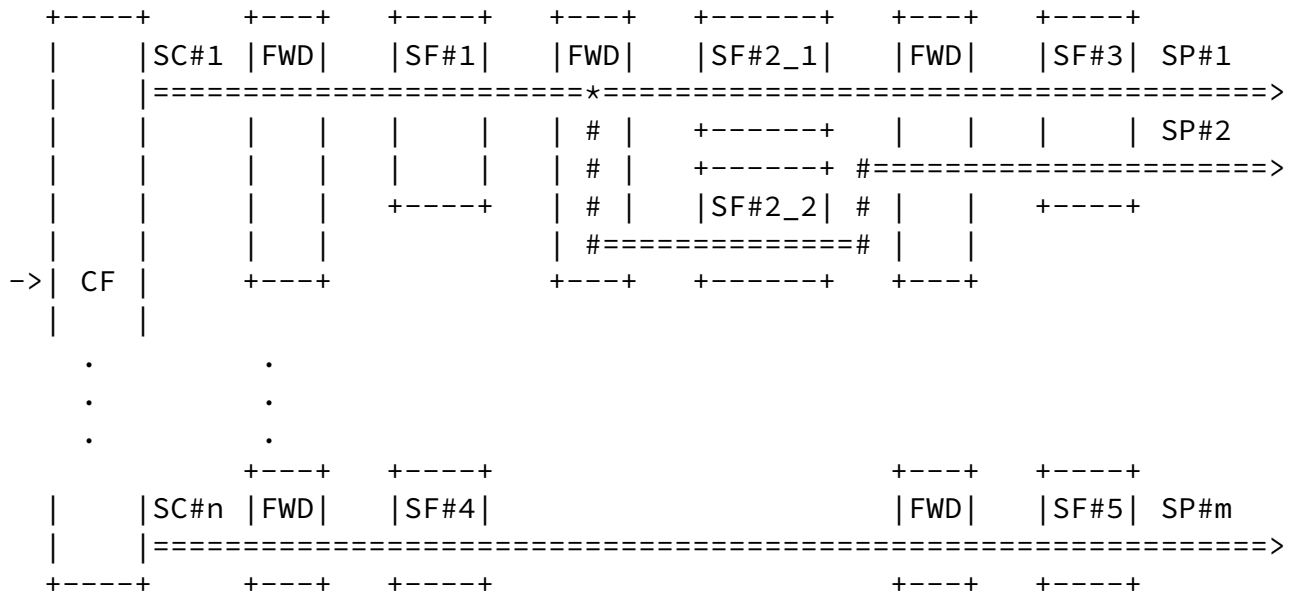 +----+       +---+    +----+    +---+    +------+    +---+    +----+
     |    |SC#1 |FWD|    |SF#1|    |FWD|    |SF#2_1|    |FWD|    |SF#3| SP#1
     |    |========================*======================================>
     |    |     |   |    |    |    | # |    +------+    |   |    |    | SP#2
     |    |     |   |    |    |    | # |    +------+ #======================>
     |    |     |   |    +----+    | # |    |SF#2_2| # |   |    +----+
     |    |     |   |              | #===============# |   |
   ->| CF |     +---+              +---+    +------+    +---+
     |    |
       .          .
       .          .
       .          .
                +---+    +----+                         +---+    +----+
     |    |SC#n |FWD|    |SF#4|                         |FWD|    |SF#5| SP#m
     |    |===============================================================>
     +----+     +---+    +----+                         +---+    +----+